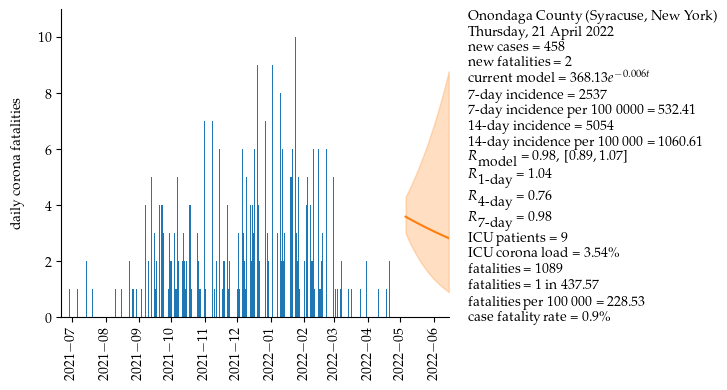 Onondaga County (Syracuse, New York)
Thursday, 21 April 2022
new cases = 458
new fatalities = 2
current model = 368.13e^−0.006t
7-day incidence = 2537
7-day incidence per 100 0000 = 532.41
14-day incidence = 5054
14-day incidence per 100 000 = 1060.61
R_model = 0.98, [0.89, 1.07]
R_1-day = 1.04
R_4-day = 0.76
R_7-day = 0.98
ICU patients = 9
ICU corona load = 3.54%
fatalities = 1089
fatalities = 1 in 437.57
fatalities per 100 000 = 228.53
case fatality rate = 0.9%
daily corona fatalities
10
8
6
4
2
0
2021−07
2021−08
2021−09
2021−10
2021−11
2021−12
2022−01
2022−02
2022−03
2022−04
2022−05
2022−06